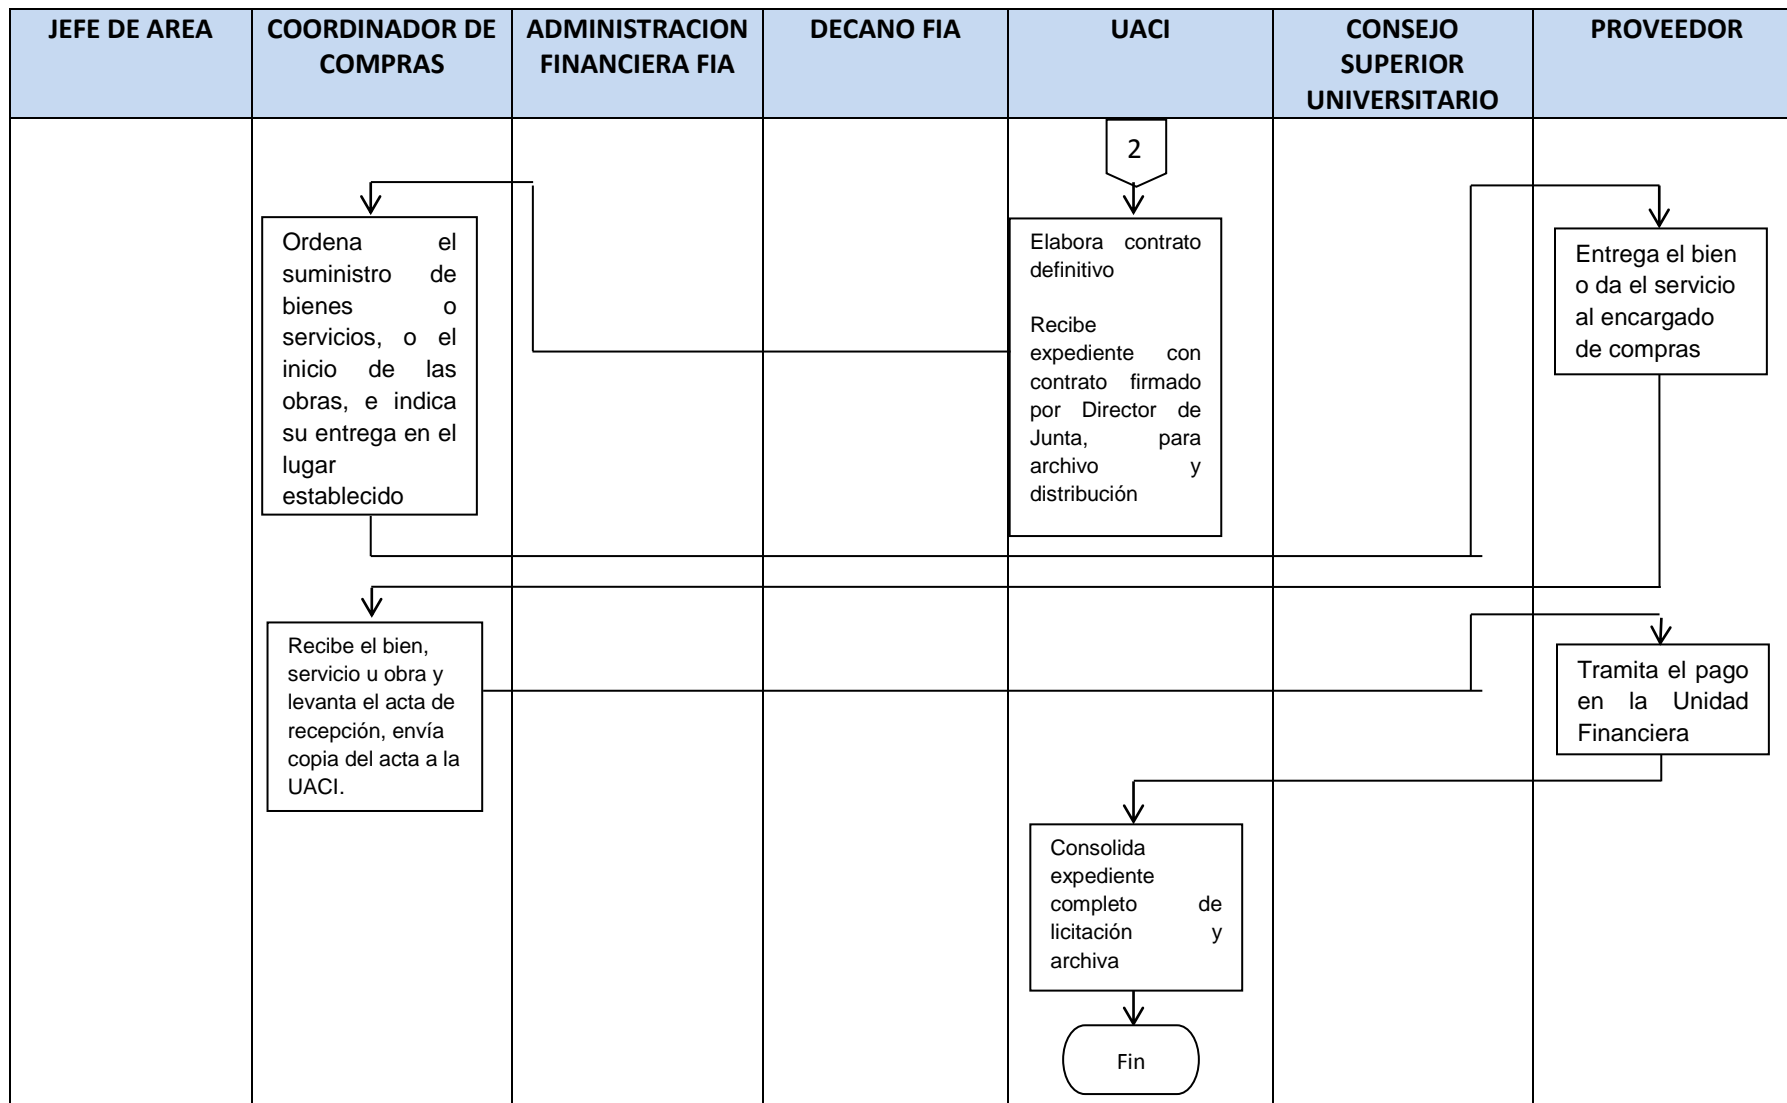 JEFE DE AREA
COORDINADOR DE
COMPRAS
ADMINISTRACION
FINANCIERA FIA
DECANO FIA
UACI
CONSEJO
SUPERIOR
UNIVERSITARIO
PROVEEDOR
2
Ordena el
suministro de
bienes o
servicios, o el
inicio de las
obras, e indica
su entrega en el
lugar
establecido
Elabora contrato
definitivo
Recibe
expediente con
contrato firmado
por Director de
Junta, para
archivo y
distribución
Entrega el bien
o da el servicio
al encargado
de compras
Recibe el bien,
servicio u obra y
levanta el acta de
recepción, envía
copia del acta a la
UACI.
Tramita el pago
en la Unidad
Financiera
Consolida
expediente
completo de
licitación y
archiva
Fin